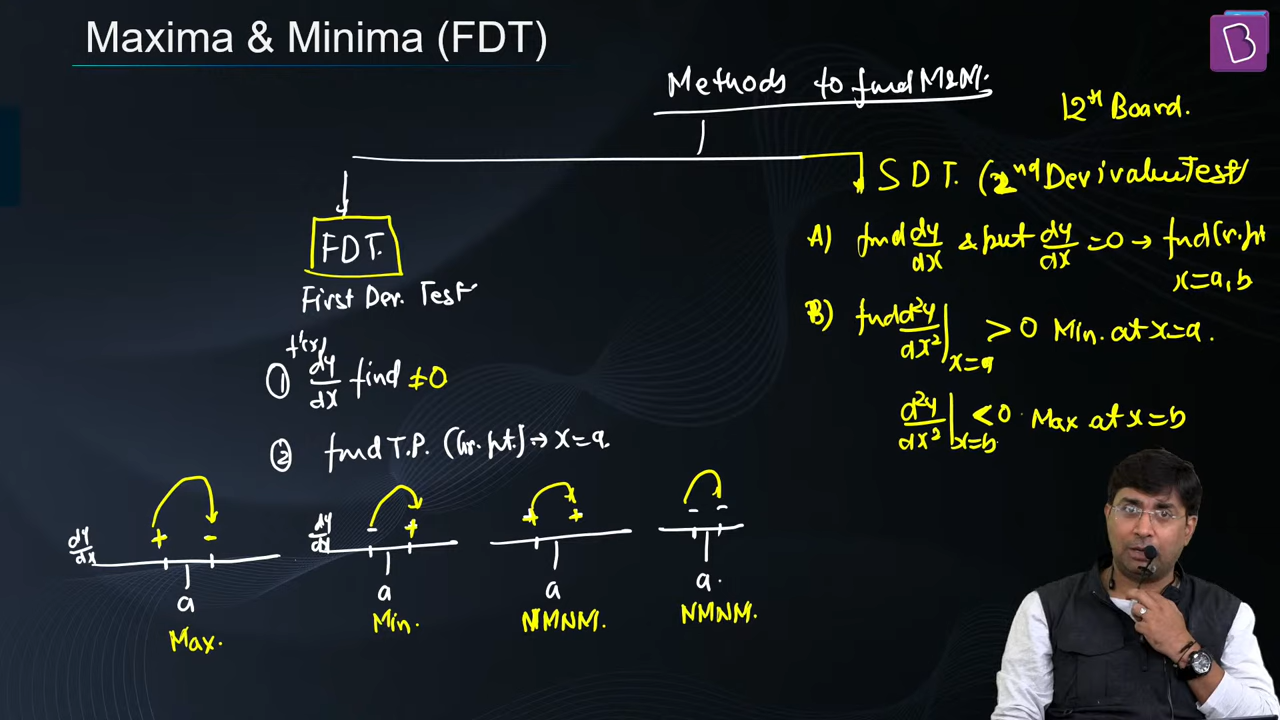 Maxima & Minima (FDT)
B
Methods to find M&M.
12th Board.
FDT.
First Der. Test
① f'(x) dy/dx find = 0
② find T.P. (Cr. pt.) → x = a.
dy/dx + - a Max.
dy/dx - + a Min.
+ + a NMNM.
- - a. NMNM.
SDT. (2nd Derivative Test)
A) find dy/dx & put dy/dx = 0 → find Cr. pt
x = a, b
B) find d²y/dx² | x=a > 0 Min. at x = a.
d²y/dx² | x=b < 0 Max at x = b